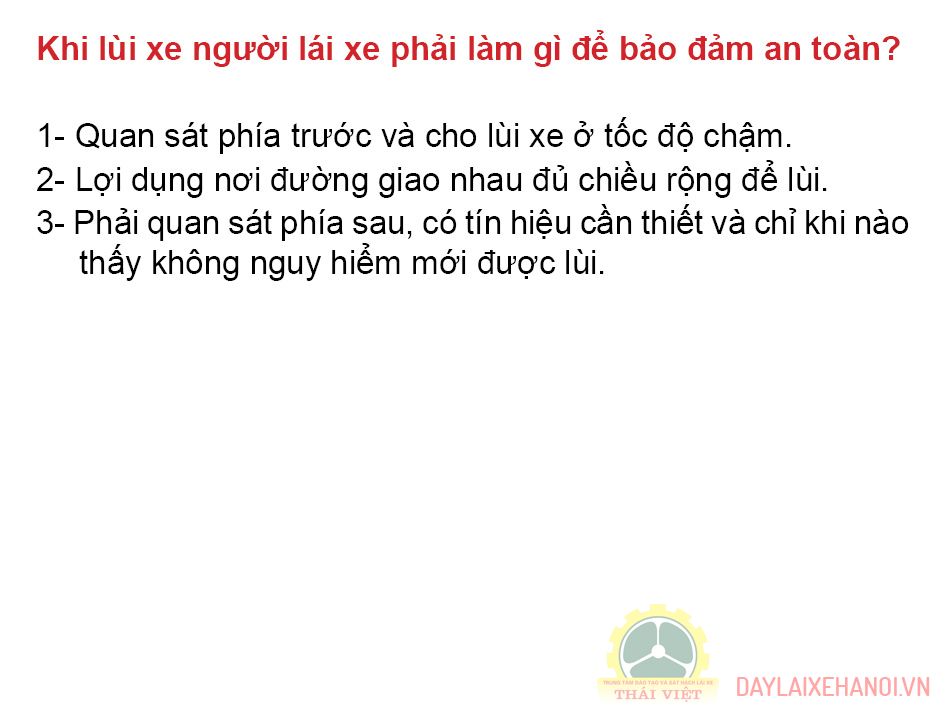 Khi lùi xe người lái xe phải làm gì để bảo đảm an toàn?
1- Quan sát phía trước và cho lùi xe ở tốc độ chậm.
2- Lợi dụng nơi đường giao nhau đủ chiều rộng để lùi.
3- Phải quan sát phía sau, có tín hiệu cần thiết và chỉ khi nào
thấy không nguy hiểm mới được lùi.
TRUNG TÂM ĐÀO TẠO VÀ SÁT HẠCH LÁI XE
THÁI VIỆT
DAYLAIXEHANOI.VN